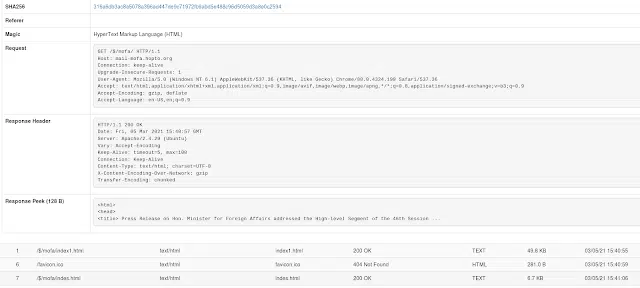 SHA256
Referer
Magic HyperText Markup Language (HTML)
Request
GET /$/mofa/ HTTP/1.1
Host: mail-mofa.hopto.org
Connection: keep-alive
Upgrade-Insecure-Requests: 1
User-Agent: Mozilla/5.0 (Windows NT 6.1) AppleWebKit/537.36 (KHTML, like Gecko) Chrome/88.0.4324.190 Safari/537.36
Accept: text/html,application/xhtml+xml,application/xml;q=0.9,image/avif,image/webp,image/apng,*/*;q=0.8,application/signed-exchange;v=b3;q=0.9
Accept-Encoding: gzip, deflate
Accept-Language: en-US,en;q=0.9
Response Header
HTTP/1.1 200 OK
Date: Fri, 05 Mar 2021 15:40:57 GMT
Server: Apache/2.4.29 (Ubuntu)
Vary: Accept-Encoding
Keep-Alive: timeout=5, max=100
Connection: Keep-Alive
Content-Type: text/html; charset=UTF-8
X-Content-Encoding-Over-Network: gzip
Transfer-Encoding: chunked
Response Peek (128 B)
<html>
<head>
<title> Press Release on Hon. Minister for Foreign Affairs addressed the High-level Segment of the 46th Session ...
1 /$/mofa/index1.html text/html index1.html 200 OK TEXT 49.8 KB 03/05/21 15:40:55
6 /favicon.ico text/html favicon.ico 404 Not Found HTML 281.0 B 03/05/21 15:40:59
7 /$/mofa/index.html text/html index.html 200 OK TEXT 8.7 KB 03/05/21 15:41:06